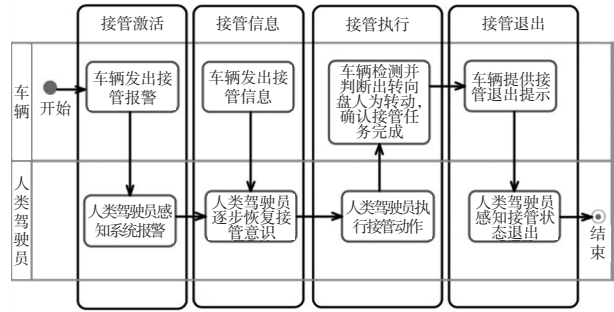 接管激活
接管信息
接管执行
接管退出
车辆
开始
车辆发出接
管报警
车辆发出接
管信息
车辆检测并
判断出转向
盘人为转动，
确认接管任
务完成
车辆提供接
管退出提示
人类驾驶员
人类驾驶员感
知系统报警
人类驾驶员
逐步恢复接
管意识
人类驾驶员执
行接管动作
人类驾驶员
感知接管状
态退出
结束